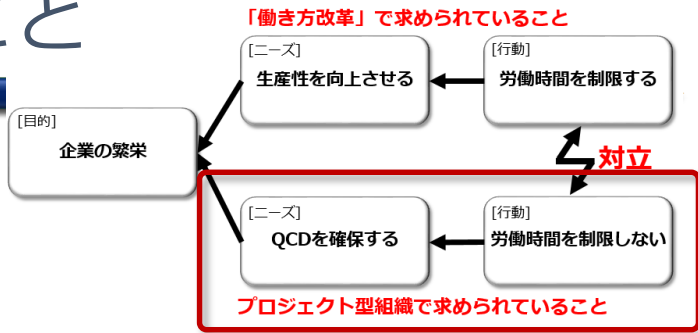 こと
「働き方改革」で求められていること
[ニーズ]
生産性を向上させる
[行動]
労働時間を制限する
[目的]
企業の繁栄
対立
[ニーズ]
QCDを確保する
[行動]
労働時間を制限しない
プロジェクト型組織で求められていること